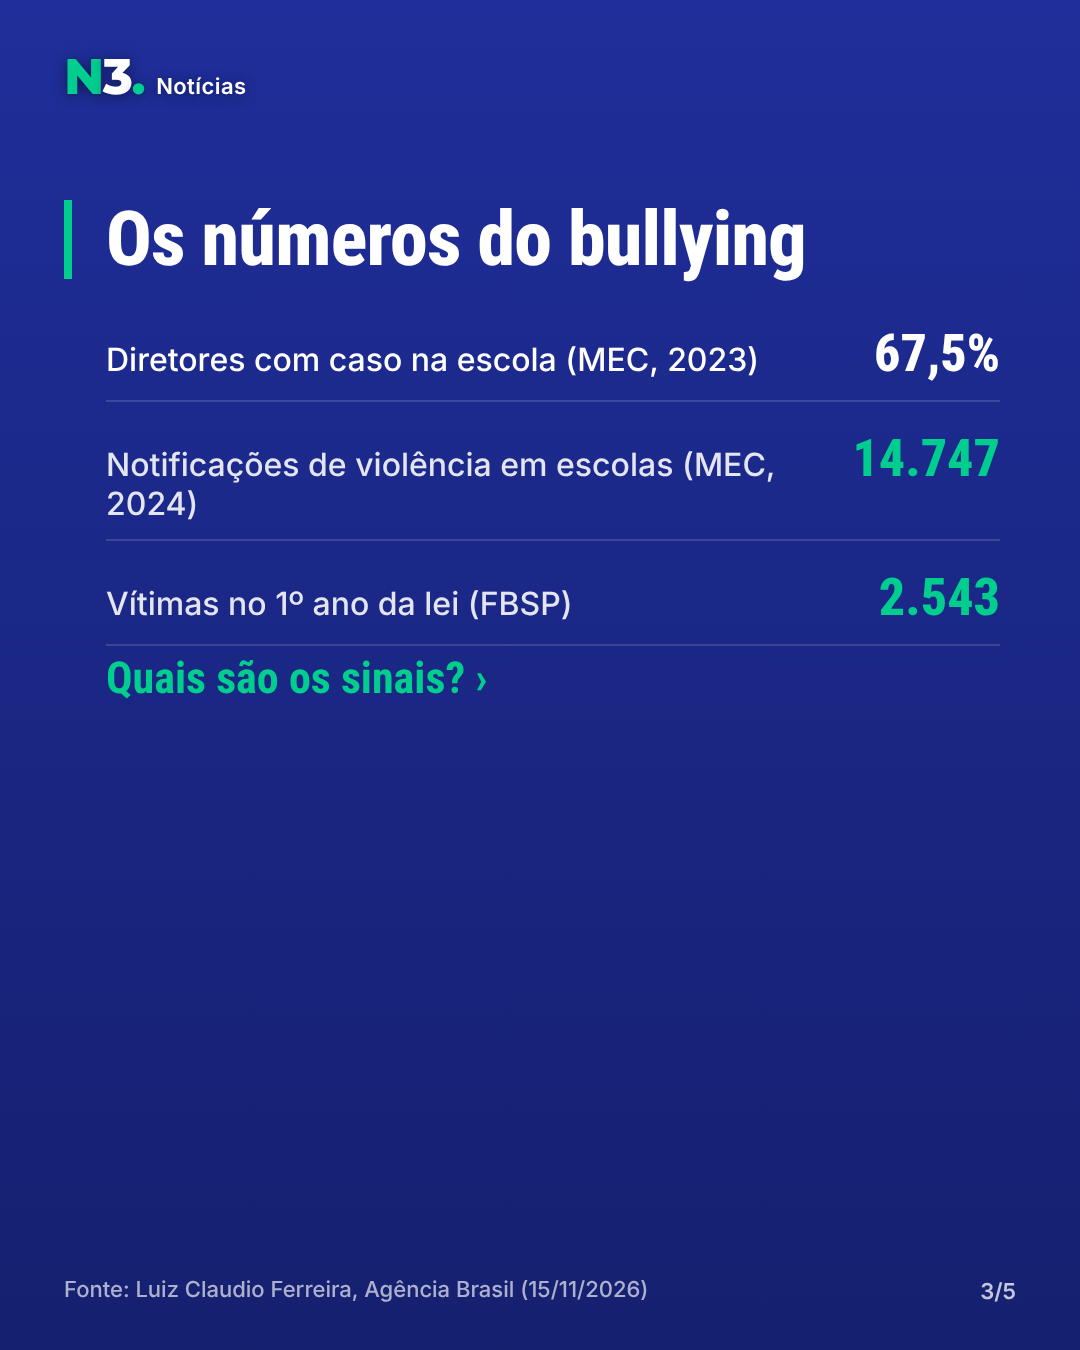 N3. Notícias
Os números do bullying
Diretores com caso na escola (MEC, 2023) 67,5%
Notificações de violência em escolas (MEC, 14.747
2024)
Vítimas no 1º ano da lei (FBSP) 2.543
Quais são os sinais? ›
Fonte: Luiz Claudio Ferreira, Agência Brasil (15/11/2026) 3/5